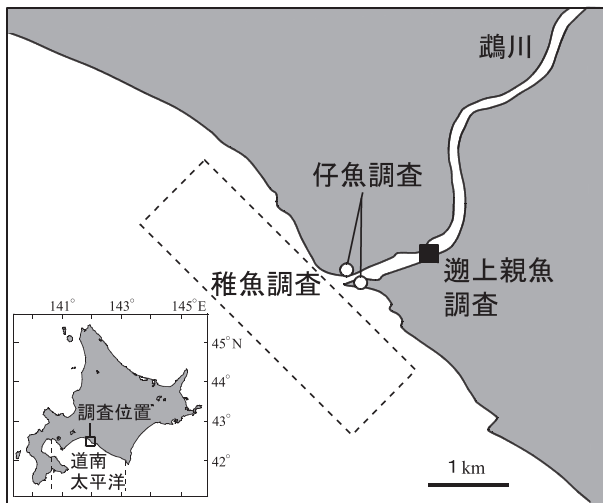 鵡川
仔魚調査
稚魚調査
遡上親魚
調査
141°
143°
145°E
45°N
44°
43°
42°
調査位置
道南
太平洋
1 km